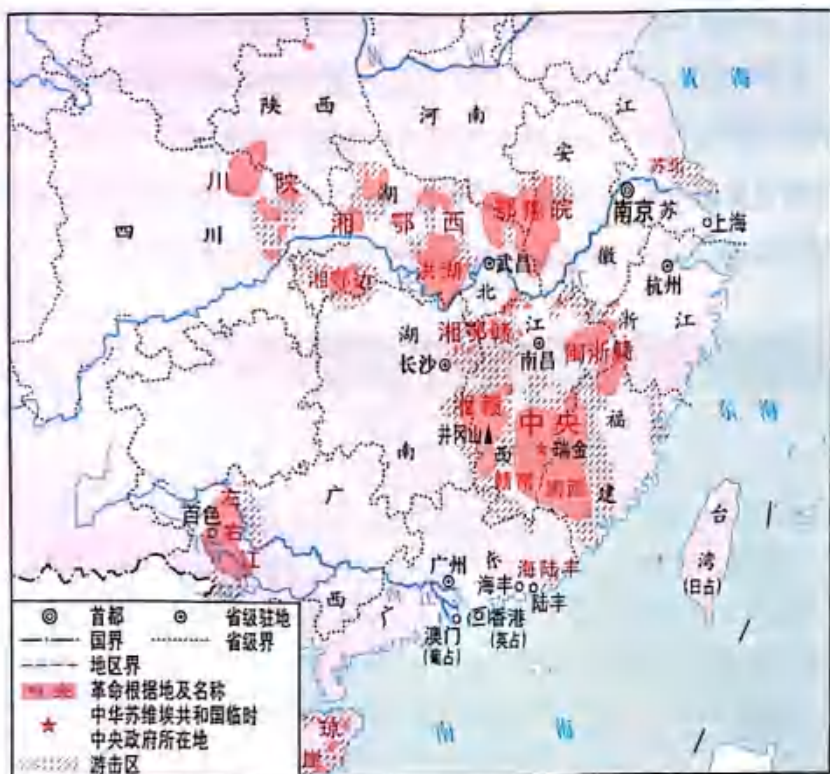 黄海
陕西
河南
江
安
苏北
川陕
湖
鄂豫皖
南京
苏
上海
湘鄂西
四川
徽
武昌
杭州
湘鄂边
洪湖
北
浙
江
湖
湘鄂赣
江
南昌
闽浙赣
长沙
东海
湘赣
中央
福
井冈山
瑞金
南
西
赣南
闽西
建
左
广
百色
右
江
台
湾
(日占)
广州
东
海陆丰
海丰
陆丰
西
广
香港
(英占)
澳门
(葡占)
首都
省级驻地
国界
省级界
地区界
革命根据地及名称
中华苏维埃共和国临时
中央政府所在地
游击区
琼
崖
南海